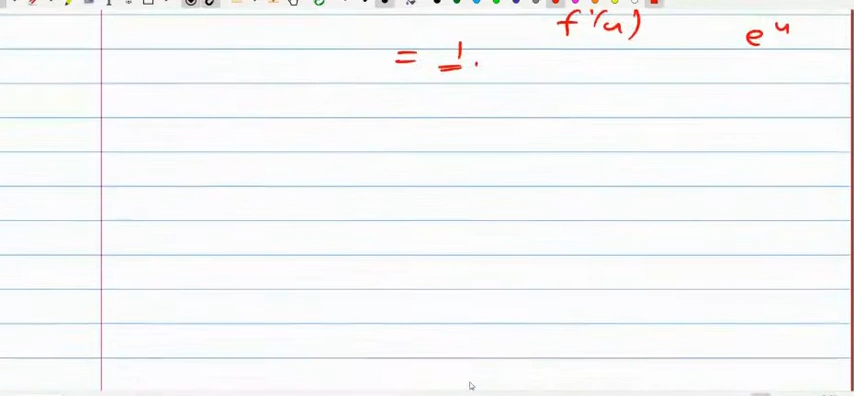 f'(u) e^u
= 1.